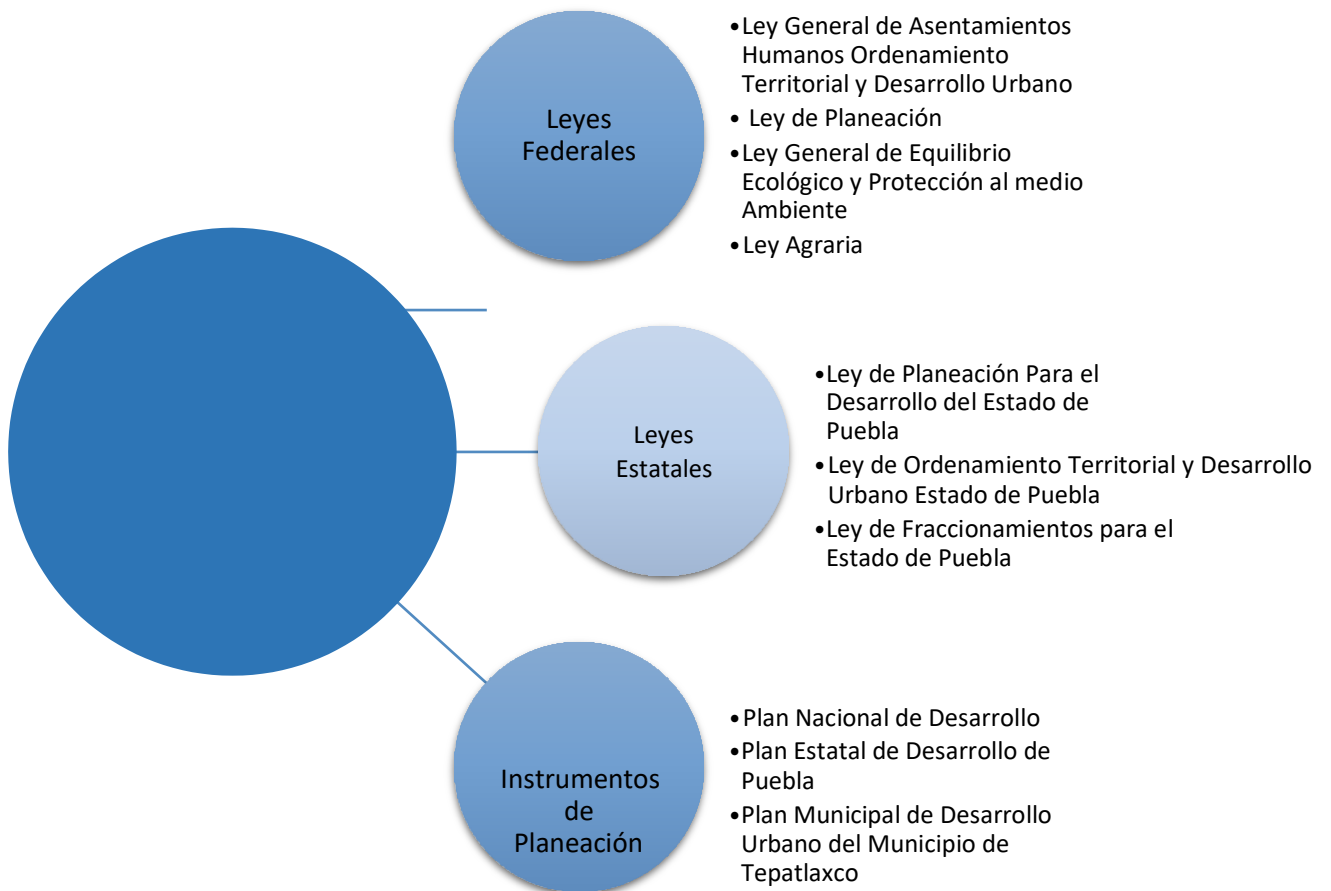 Leyes
Federales
•Ley General de Asentamientos
Humanos Ordenamiento
Territorial y Desarrollo Urbano
• Ley de Planeación
•Ley General de Equilibrio
Ecológico y Protección al medio
Ambiente
•Ley Agraria
Leyes
Estatales
•Ley de Planeación Para el
Desarrollo del Estado de
Puebla
•Ley de Ordenamiento Territorial y Desarrollo
Urbano Estado de Puebla
•Ley de Fraccionamientos para el
Estado de Puebla
Instrumentos
de
Planeación
•Plan Nacional de Desarrollo
•Plan Estatal de Desarrollo de
Puebla
•Plan Municipal de Desarrollo
Urbano del Municipio de
Tepatlaxco